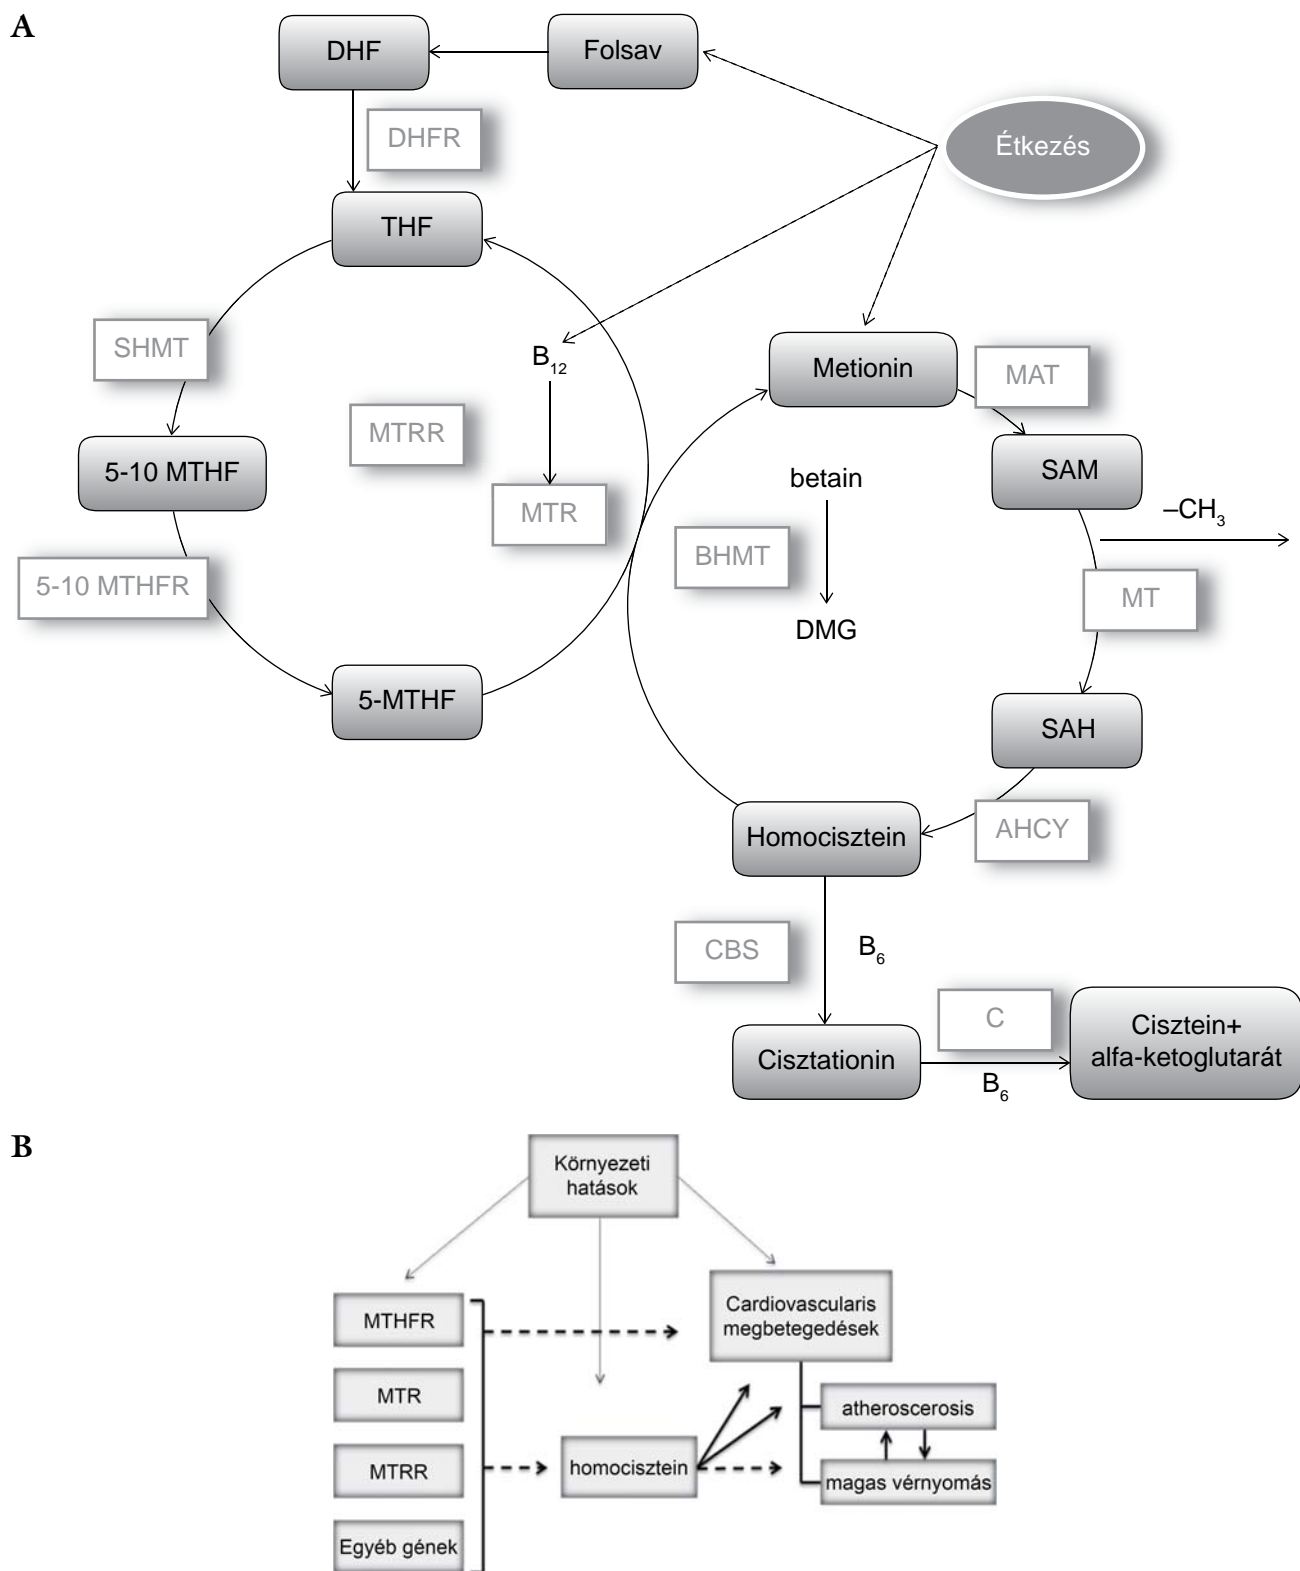 A
DHF
Folsav
DHFR
Étkezés
THF
SHMT
B12
Metionin
MAT
MTRR
5-10 MTHF
SAM
betain
MTR
–CH3
BHMT
5-10 MTHFR
MT
DMG
5-MTHF
SAH
Homocisztein
AHCY
CBS
B6
C
Cisztein+
alfa-ketoglutarát
Cisztationin
B6
B
Környezeti
hatások
MTHFR
Cardiovascularis
megbetegedések
MTR
atheroscerosis
MTRR
homocisztein
magas vérnyomás
Egyéb gének